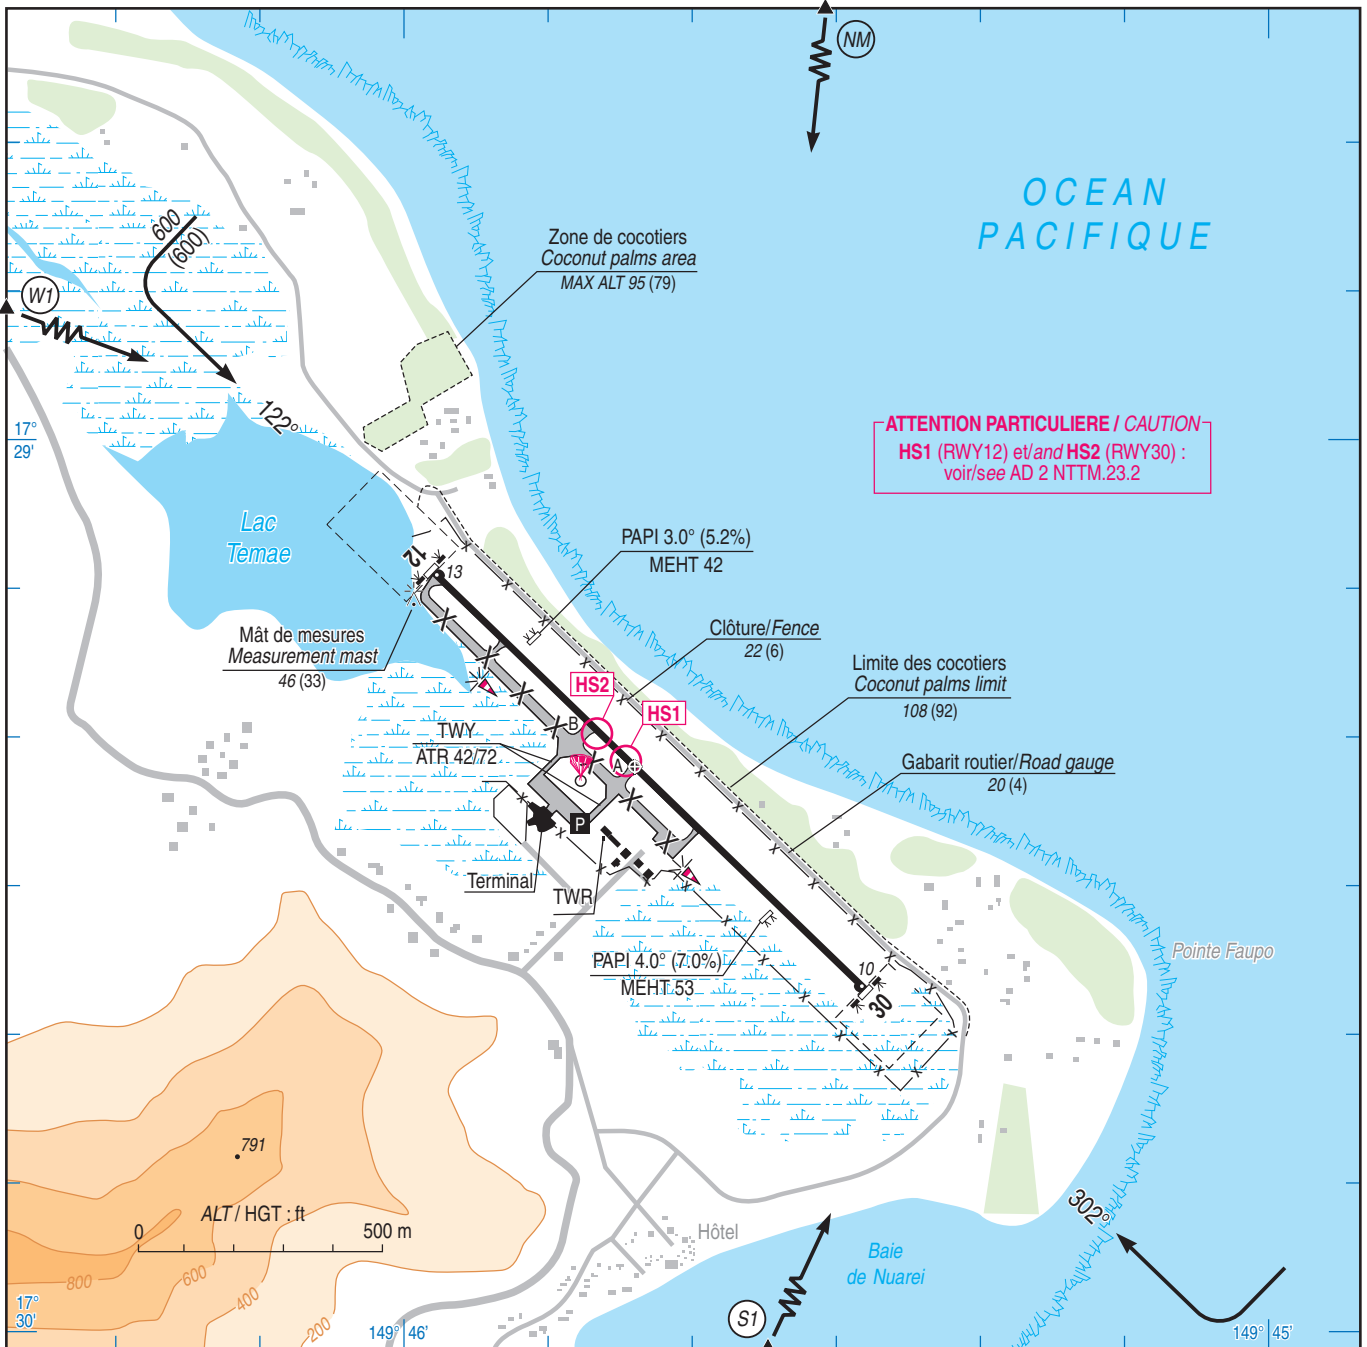 NM
OCEAN
PACIFIQUE
600
(600)
W1
Zone de cocotiers
Coconut palms area
MAX ALT 95 (79)
122°
17°
29'
ATTENTION PARTICULIERE / CAUTION
HS1 (RWY12) et/and HS2 (RWY30) :
voir/see AD 2 NTTM.23.2
Lac
Temae
12
13
PAPI 3.0° (5.2%)
MEHT 42
Clôture/Fence
22 (6)
Mât de mesures
Measurement mast
46 (33)
Limite des cocotiers
Coconut palms limit
108 (92)
HS2
HS1
B
A
TWY
ATR 42/72
Gabarit routier/Road gauge
20 (4)
P
Terminal
TWR
PAPI 4.0° (7.0%)
MEHT 53
10
30
Pointe Faupo
791
ALT / HGT : ft
0
500 m
800
600
400
200
Hôtel
302°
Baie
de Nuarei
S1
17°
30'
149° 46'
149° 45'